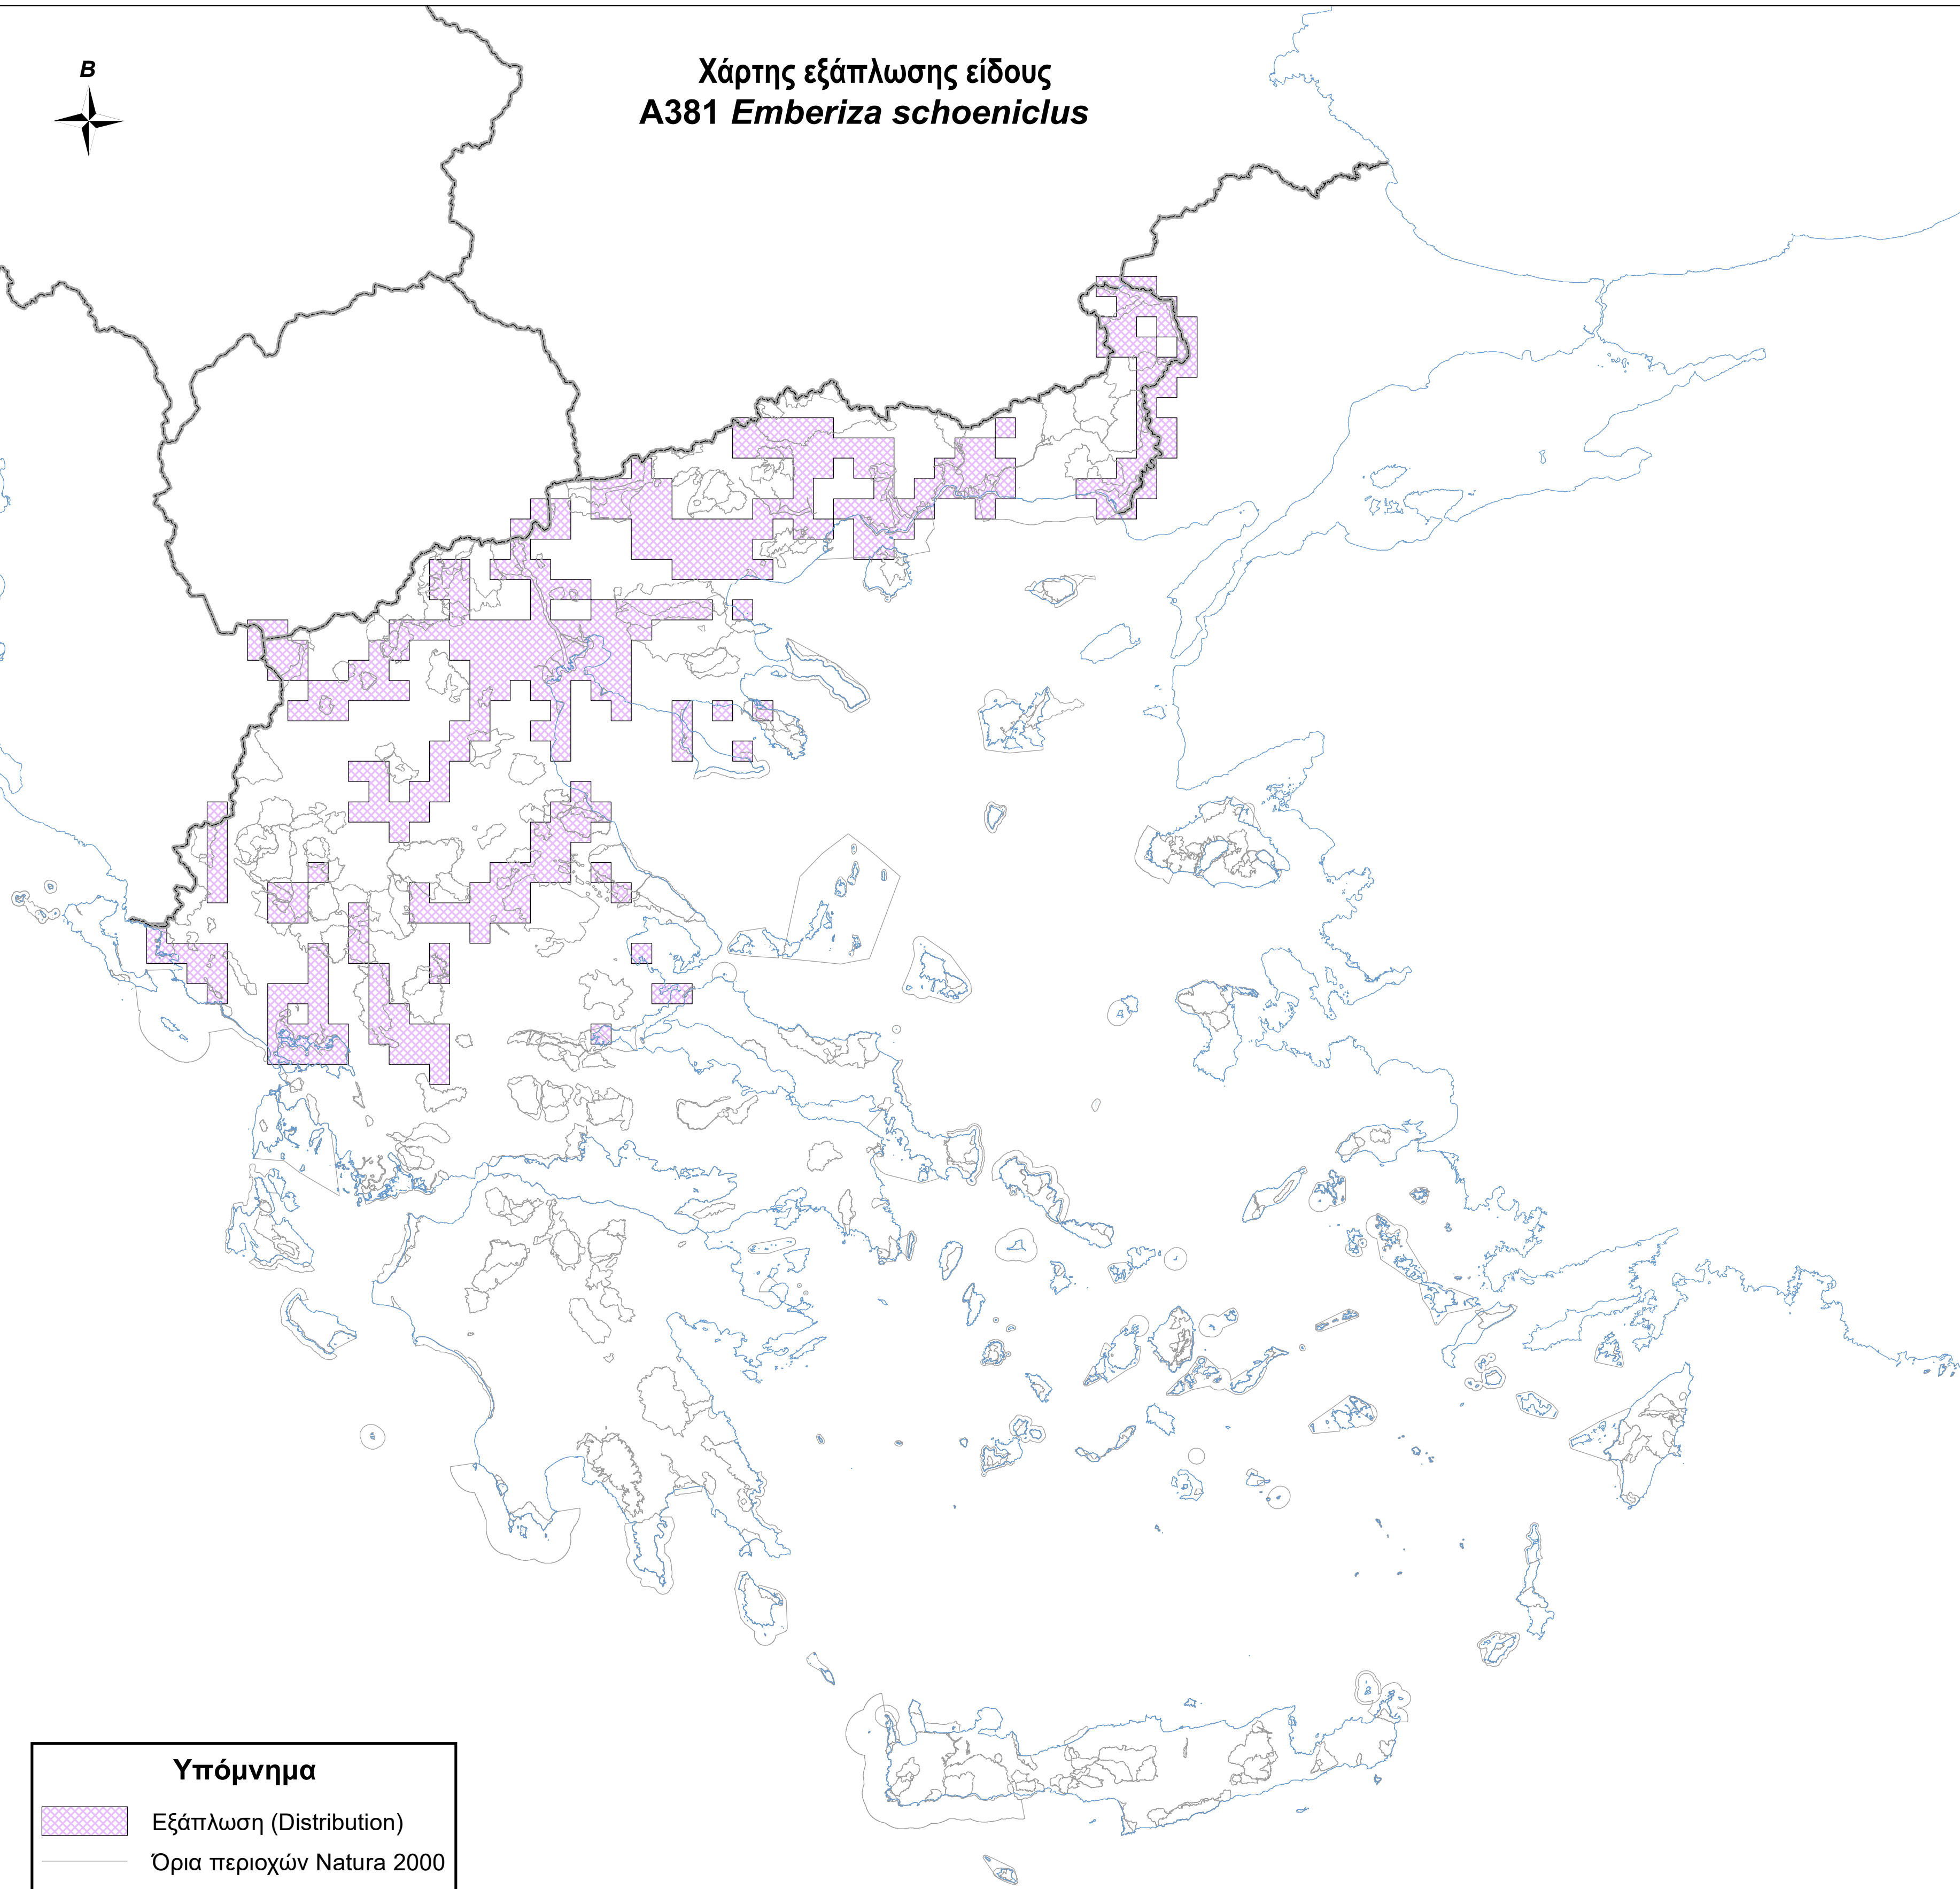 B
Χάρτης εξάπλωσης είδους
A381 Emberiza schoeniclus
Υπόμνημα
Εξάπλωση (Distribution)
Όρια περιοχών Natura 2000